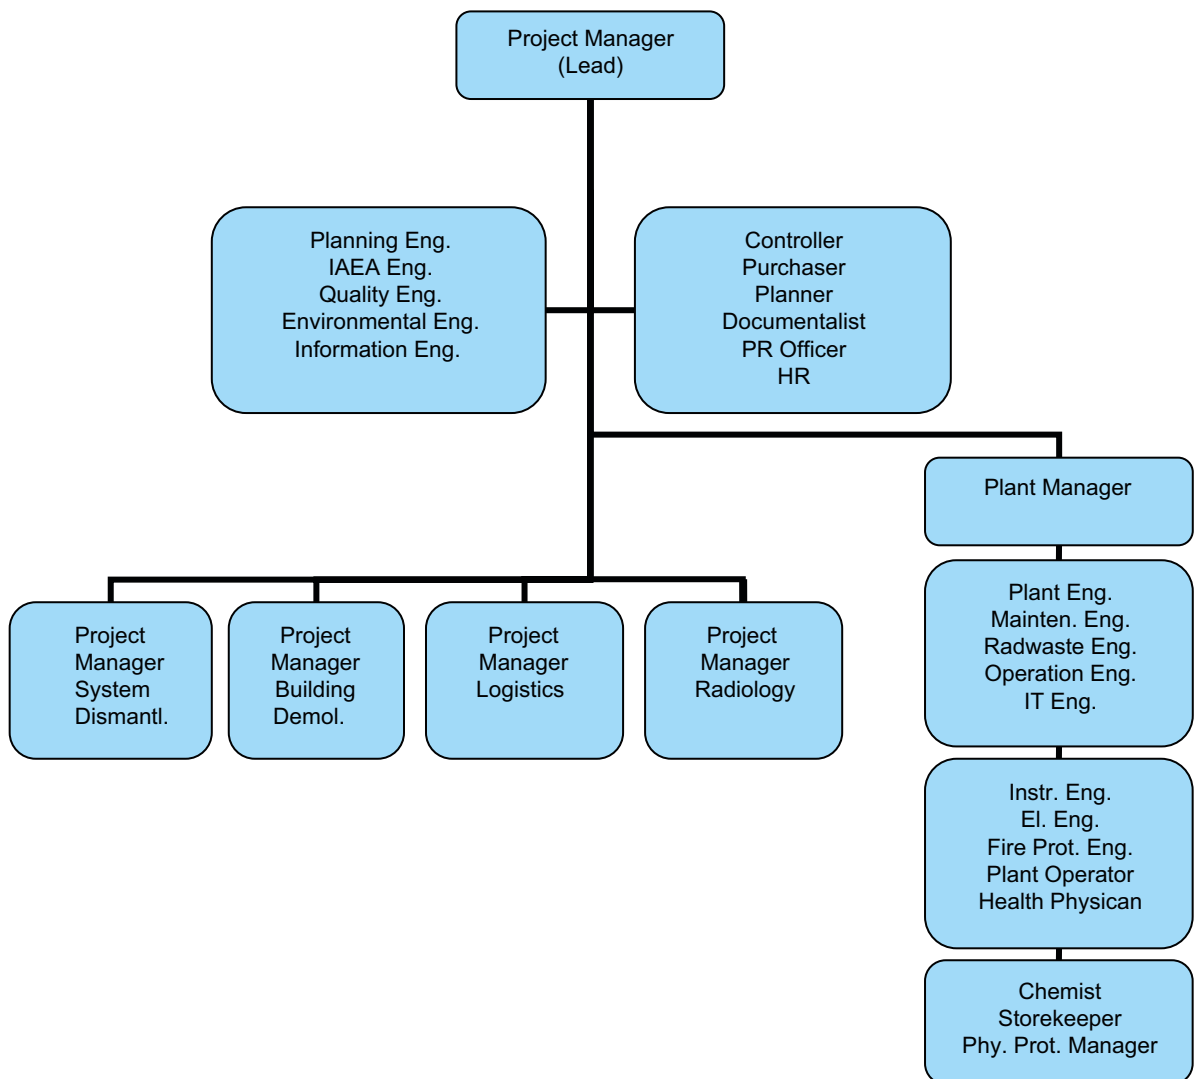 Project Manager
(Lead)
Planning Eng.
IAEA Eng.
Quality Eng.
Environmental Eng.
Information Eng.
Controller
Purchaser
Planner
Documentalist
PR Officer
HR
Plant Manager
Project
Manager
System
Dismantl.
Project
Manager
Building
Demol.
Project
Manager
Logistics
Project
Manager
Radiology
Plant Eng.
Mainten. Eng.
Radwaste Eng.
Operation Eng.
IT Eng.
Instr. Eng.
El. Eng.
Fire Prot. Eng.
Plant Operator
Health Physican
Chemist
Storekeeper
Phy. Prot. Manager